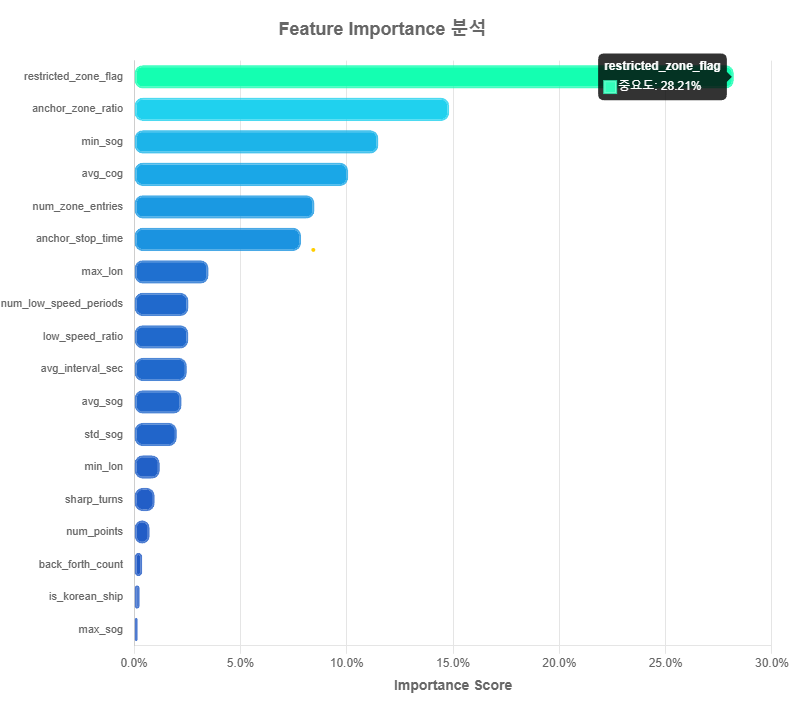 Feature Importance 분석
restricted_zone_flag
restricted_zone_flag
중요도: 28.21%
anchor_zone_ratio
min_sog
avg_cog
num_zone_entries
anchor_stop_time
max_lon
num_low_speed_periods
low_speed_ratio
avg_interval_sec
avg_sog
std_sog
min_lon
sharp_turns
num_points
back_forth_count
is_korean_ship
max_sog
0.0% 5.0% 10.0% 15.0% 20.0% 25.0% 30.0%
Importance Score